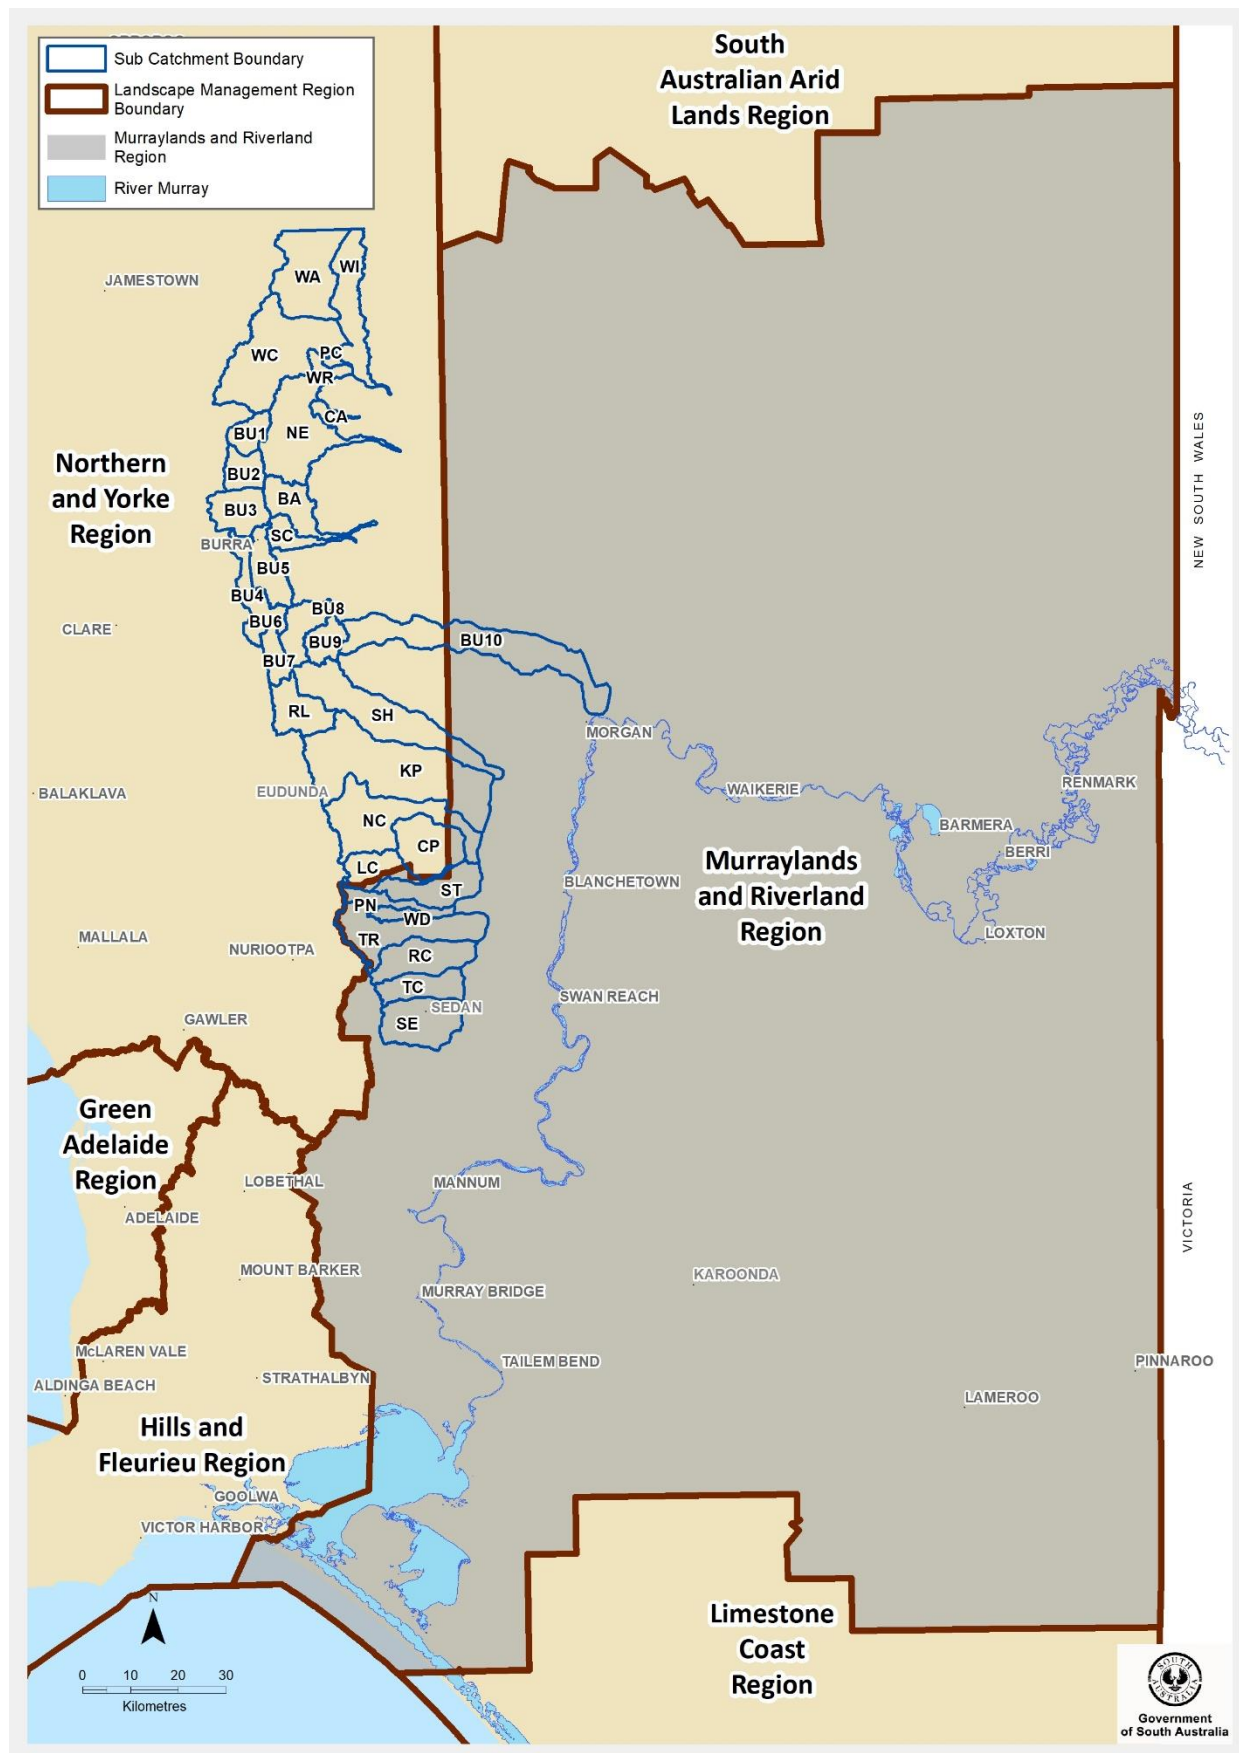 Sub Catchment Boundary
Landscape Management Region
Boundary
Murraylands and Riverland
Region
River Murray
South
Australian Arid
Lands Region
JAMESTOWN
WA
WI
WC
PC
WR
CA
BU1
NE
BU2
BA
BU3
SC
BURRA
BU5
BU4
BU8
BU6
BU9
BU10
BU7
Northern
and Yorke
Region
CLARE
RL
SH
KP
BALAKLAVA
EUDUNDA
NC
CP
LC
ST
PN
WD
TR
RC
TC
SE
SEDAN
MALLALA
NURIOOTPA
GAWLER
MORGAN
WAIKERIE
RENMARK
BARMERA
BERRI
LOXTON
BLANCHETOWN
SWAN REACH
Murraylands
and Riverland
Region
NEW SOUTH WALES
VICTORIA
Green
Adelaide
Region
LOBETHAL
ADELAIDE
MANNUM
MOUNT BARKER
MURRAY BRIDGE
KAROONDA
McLAREN VALE
ALDINGA BEACH
STRATHALBYN
TAILEM BEND
PINNAROO
LAMEROO
Hills and
Fleurieu Region
GOOLWA
VICTOR HARBOR
Limestone
Coast
Region
N
0 10 20 30
Kilometres
SOUTH
AUSTRALIA
Government
of South Australia